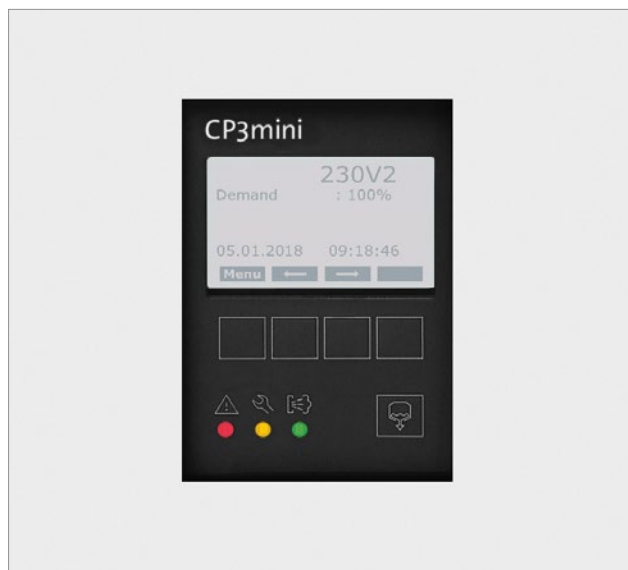 CP3mini
230V2
Demand : 100%
05.01.2018 09:18:46
Menu ← →